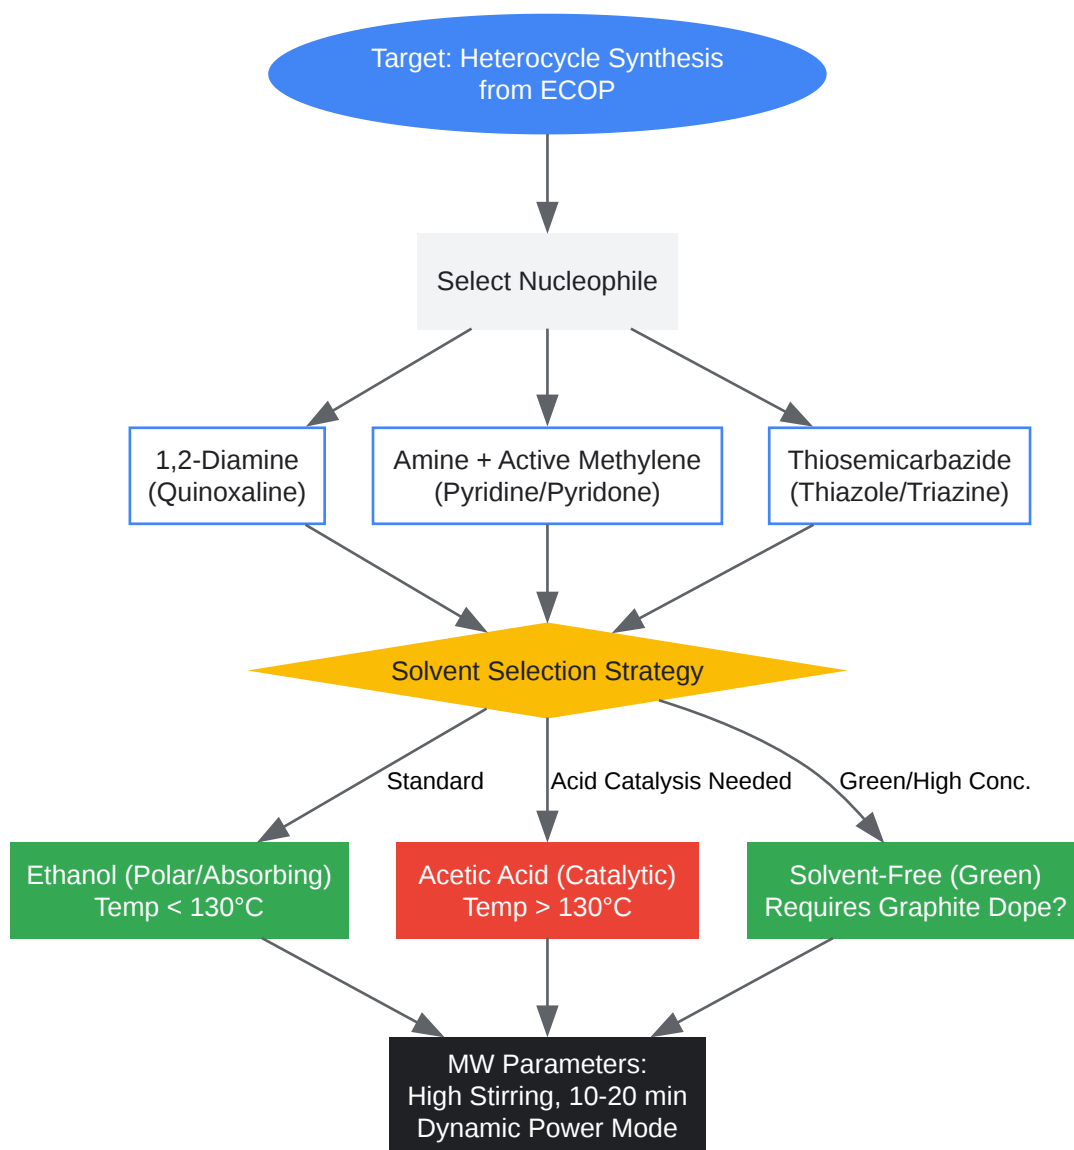 Target: Heterocycle Synthesis
from ECOP
Select Nucleophile
1,2-Diamine
(Quinoxaline)
Amine + Active Methylene
(Pyridine/Pyridone)
Thiosemicarbazide
(Thiazole/Triazine)
Solvent Selection Strategy
Standard
Acid Catalysis Needed
Green/High Conc.
Ethanol (Polar/Absorbing)
Temp < 130°C
Acetic Acid (Catalytic)
Temp > 130°C
Solvent-Free (Green)
Requires Graphite Dope?
MW Parameters:
High Stirring, 10-20 min
Dynamic Power Mode